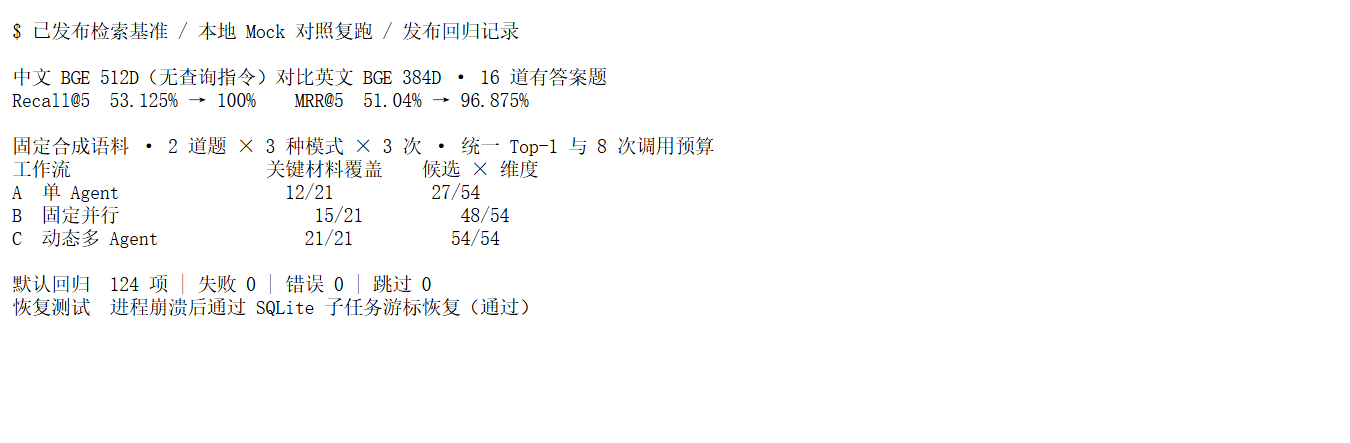 $ 已发布检索基准 / 本地 Mock 对照复跑 / 发布回归记录
中文 BGE 512D（无查询指令）对比英文 BGE 384D • 16 道有答案题
Recall@5  53.125% → 100%    MRR@5  51.04% → 96.875%
固定合成语料 • 2 道题 × 3 种模式 × 3 次 • 统一 Top-1 与 8 次调用预算
工作流    关键材料覆盖    候选 × 维度
A  单 Agent    12/21    27/54
B  固定并行    15/21    48/54
C  动态多 Agent    21/21    54/54
默认回归  124 项 | 失败 0 | 错误 0 | 跳过 0
恢复测试  进程崩溃后通过 SQLite 子任务游标恢复（通过）